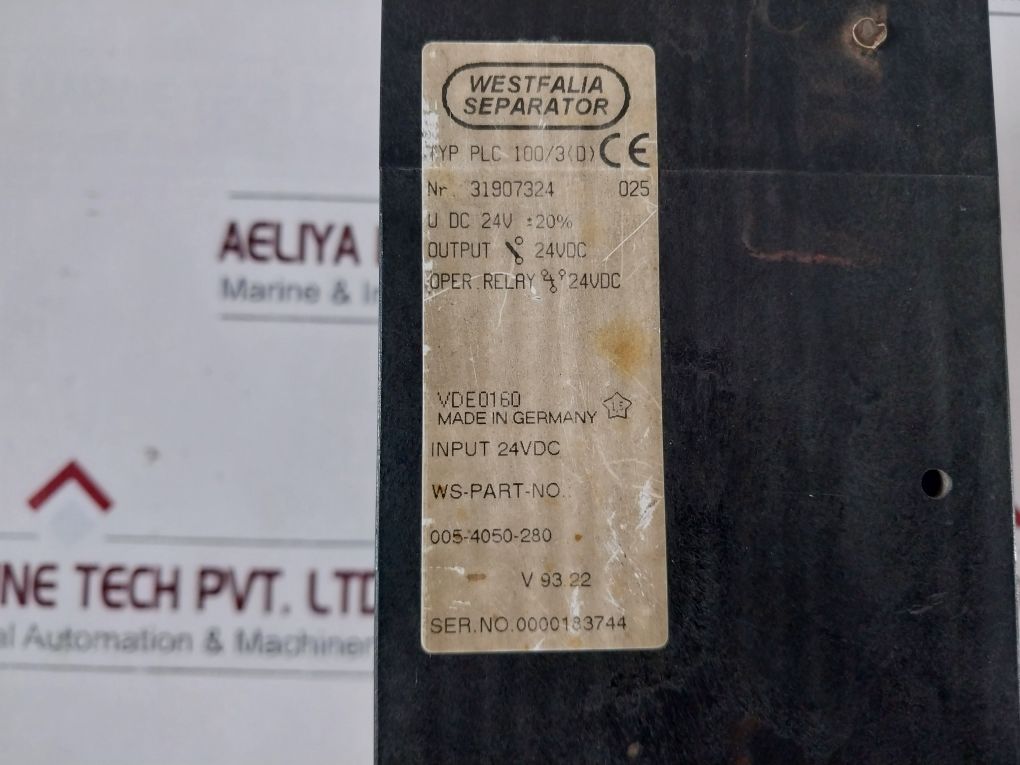 WESTFALIA
SEPARATOR
TYP PLC 100/3(D) CE
Nr. 31907324 025
U DC 24V ±20%
OUTPUT 24VDC
OPER.RELAY 24VDC
VDE0160
MADE IN GERMANY
INPUT 24VDC
WS-PART-NO.:
005-4050-280
V 93.22
SER.NO.0000183744
AELIYA
Marine &
NE TECH PVT. LTD
al Automation & Machiner